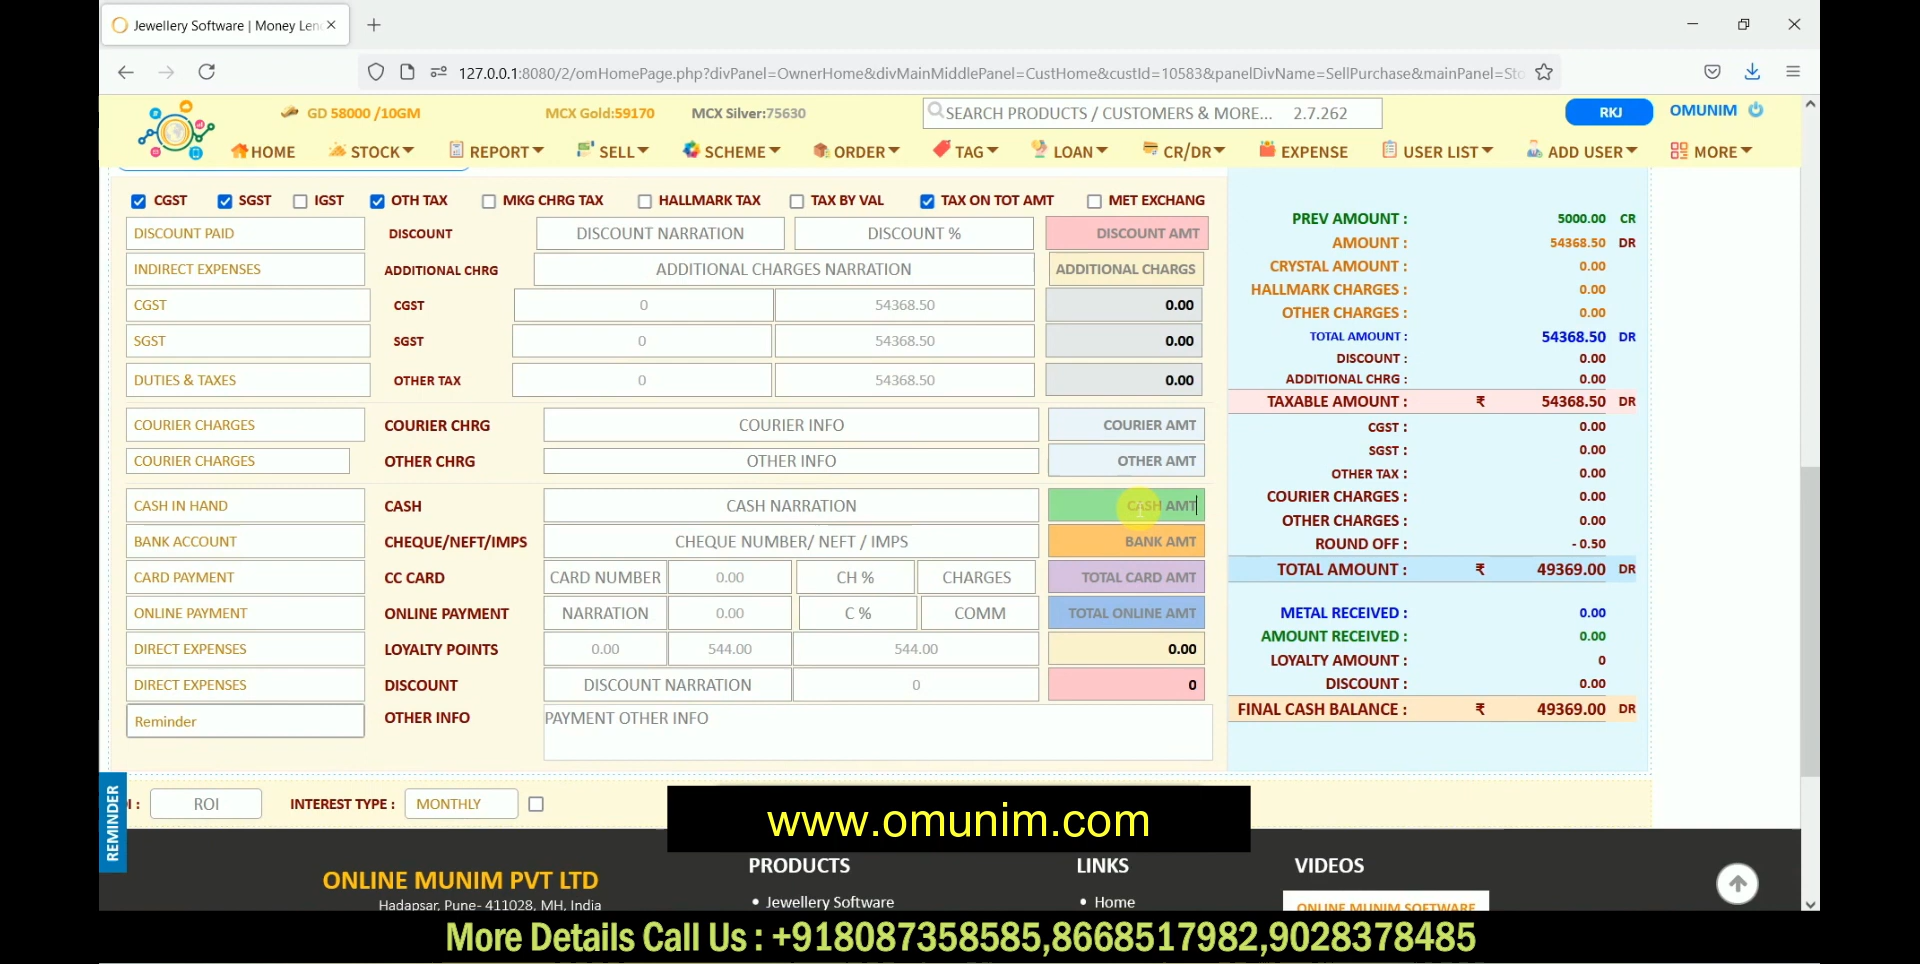 Jewellery Software | Money Len
127.0.0.1:8080/2/omHomePage.php?divPanel=OwnerHome&divMainMiddlePanel=CustHome&custId=10583&panelDivName=SellPurchase&mainPanel=Sto
GD 58000 /10GM MCX Gold:59170 MCX Silver:75630 SEARCH PRODUCTS / CUSTOMERS & MORE... 2.7.262 RKJ OMUNIM
HOME STOCK REPORT SELL SCHEME ORDER TAG LOAN CR/DR EXPENSE USER LIST ADD USER MORE
CGST SGST IGST OTH TAX MKG CHRG TAX HALLMARK TAX TAX BY VAL TAX ON TOT AMT MET EXCHANG
DISCOUNT PAID DISCOUNT DISCOUNT NARRATION DISCOUNT % DISCOUNT AMT
INDIRECT EXPENSES ADDITIONAL CHRG ADDITIONAL CHARGES NARRATION ADDITIONAL CHARGS
CGST CGST 0 54368.50 0.00
SGST SGST 0 54368.50 0.00
DUTIES & TAXES OTHER TAX 0 54368.50 0.00
COURIER CHARGES COURIER CHRG COURIER INFO COURIER AMT
COURIER CHARGES OTHER CHRG OTHER INFO OTHER AMT
CASH IN HAND CASH CASH NARRATION CASH AMT
BANK ACCOUNT CHEQUE/NEFT/IMPS CHEQUE NUMBER/ NEFT / IMPS BANK AMT
CARD PAYMENT CC CARD CARD NUMBER 0.00 CH % CHARGES TOTAL CARD AMT
ONLINE PAYMENT ONLINE PAYMENT NARRATION 0.00 C % COMM TOTAL ONLINE AMT
DIRECT EXPENSES LOYALTY POINTS 0.00 544.00 544.00 0.00
DIRECT EXPENSES DISCOUNT DISCOUNT NARRATION 0 0
Reminder OTHER INFO PAYMENT OTHER INFO
PREV AMOUNT : 5000.00 CR
AMOUNT : 54368.50 DR
CRYSTAL AMOUNT : 0.00
HALLMARK CHARGES : 0.00
OTHER CHARGES : 0.00
TOTAL AMOUNT : 54368.50 DR
DISCOUNT : 0.00
ADDITIONAL CHRG : 0.00
TAXABLE AMOUNT : ₹ 54368.50 DR
CGST : 0.00
SGST : 0.00
OTHER TAX : 0.00
COURIER CHARGES : 0.00
OTHER CHARGES : 0.00
ROUND OFF : - 0.50
TOTAL AMOUNT : ₹ 49369.00 DR
METAL RECEIVED : 0.00
AMOUNT RECEIVED : 0.00
LOYALTY AMOUNT : 0
DISCOUNT : 0.00
FINAL CASH BALANCE : ₹ 49369.00 DR
REMINDER
I : ROI INTEREST TYPE : MONTHLY
www.omunim.com
ONLINE MUNIM PVT LTD
Hadapsar, Pune- 411028, MH, India
PRODUCTS
• Jewellery Software
LINKS
• Home
VIDEOS
ONLINE MUNIM SOFTWARE
More Details Call Us : +918087358585,8668517982,9028378485